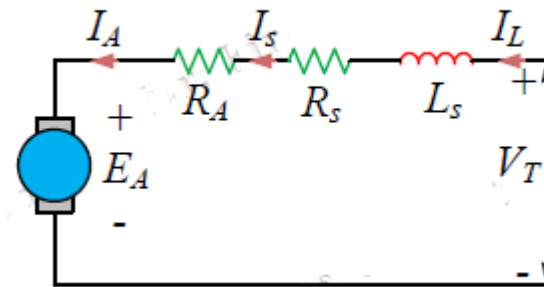 I_A I_s I_L
R_A R_s L_s +
+
E_A V_T
- -